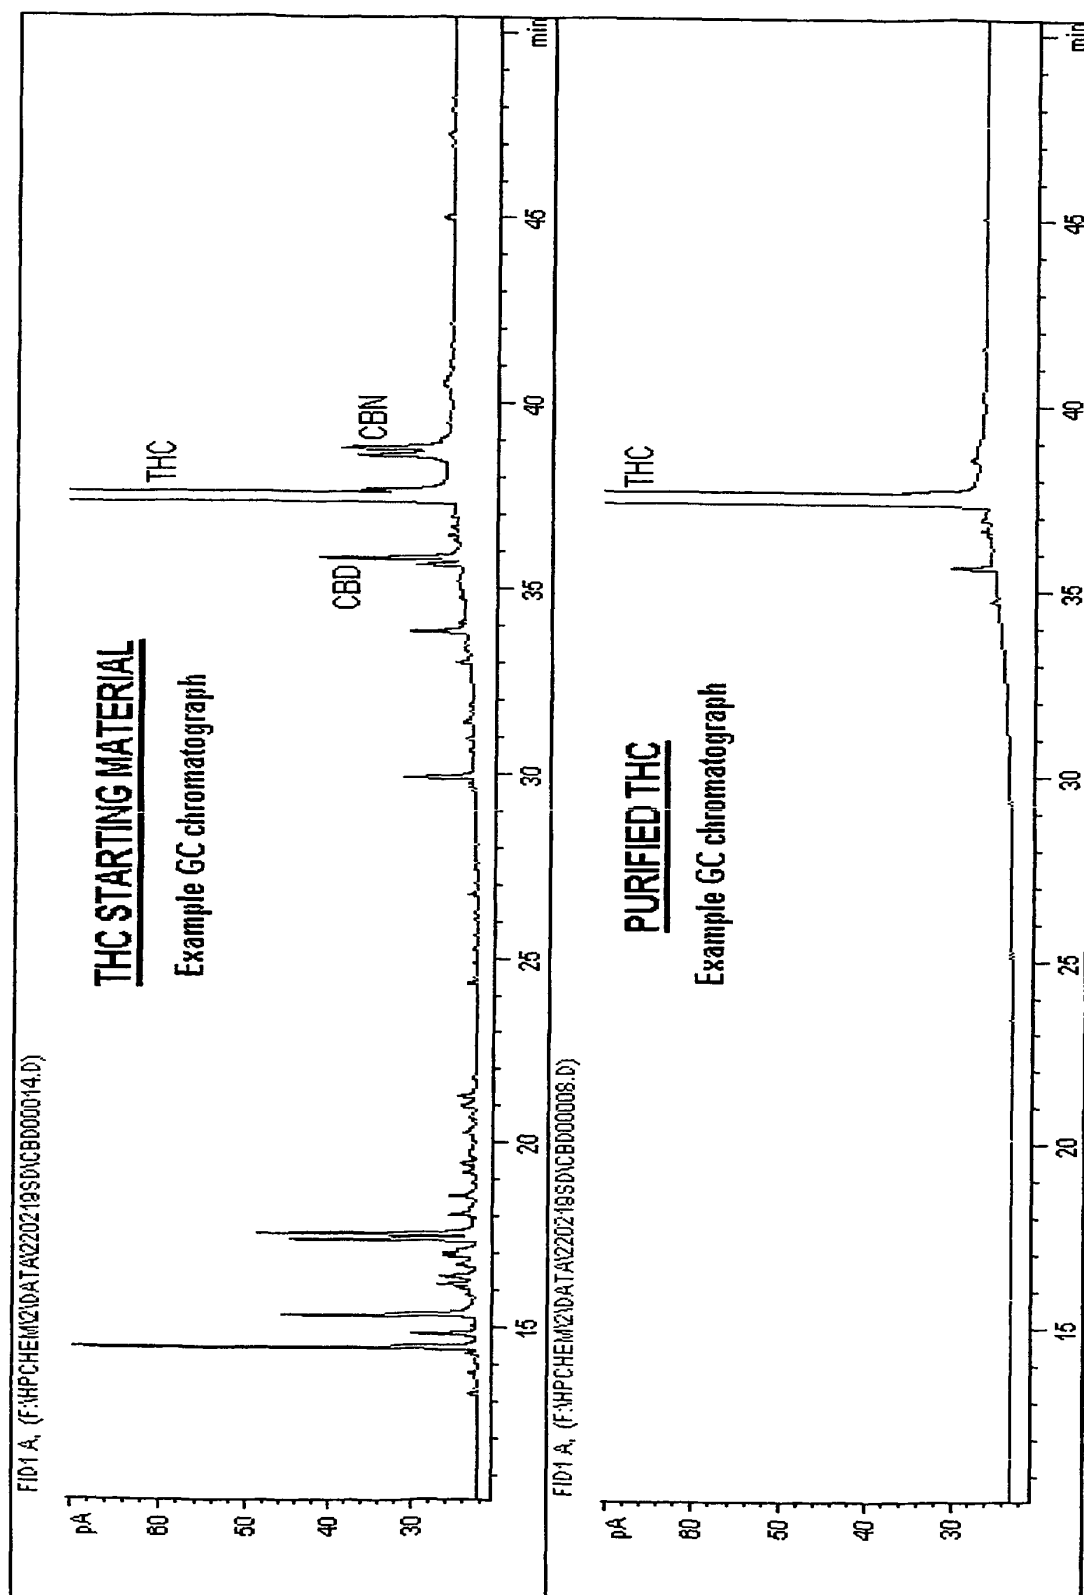 FID1 A, (F:\HPCHEM\2\DATA\220219SD\CBD00014.D)
pA
60
50
40
30
THC STARTING MATERIAL
Example GC chromatograph
CBD
THC
CBN
15
20
25
30
35
40
45
min
FID1 A, (F:\HPCHEM\2\DATA\220219SD\CBD00008.D)
pA
60
50
40
30
PURIFIED THC
Example GC chromatograph
THC
15
20
25
30
35
40
45
min